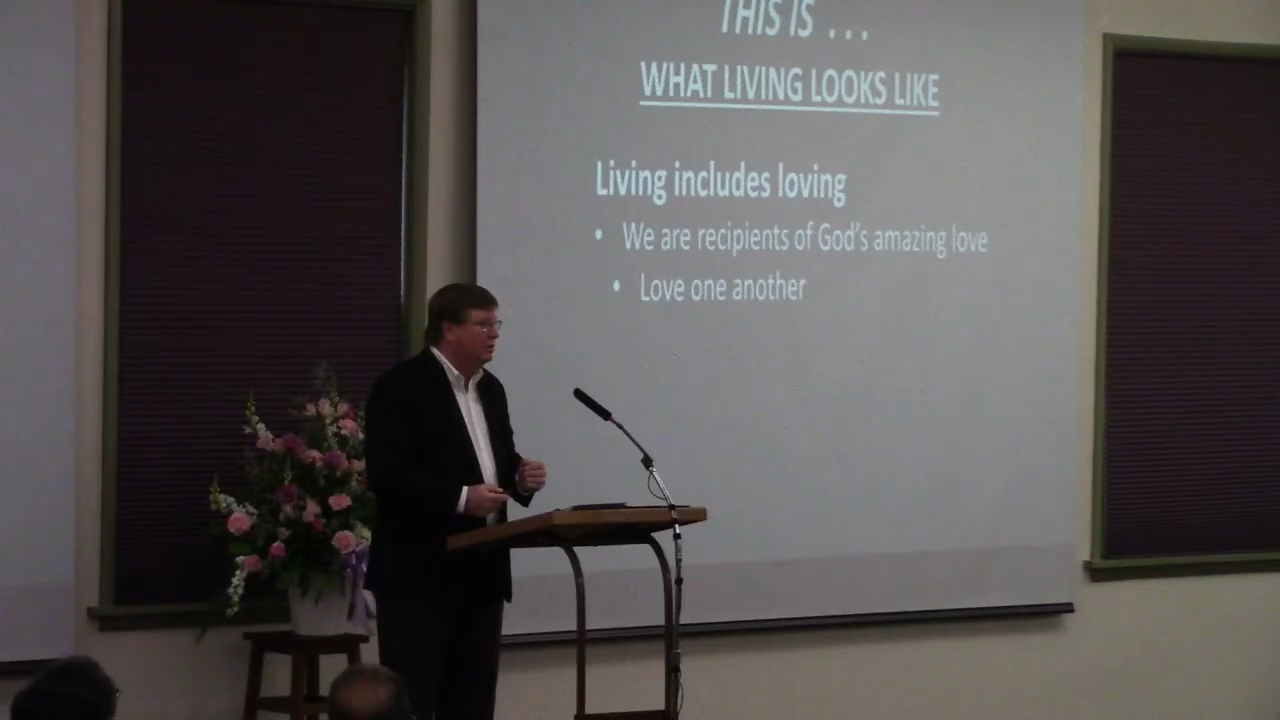 THIS IS . . .
WHAT LIVING LOOKS LIKE
Living includes loving
• We are recipients of God's amazing love
• Love one another